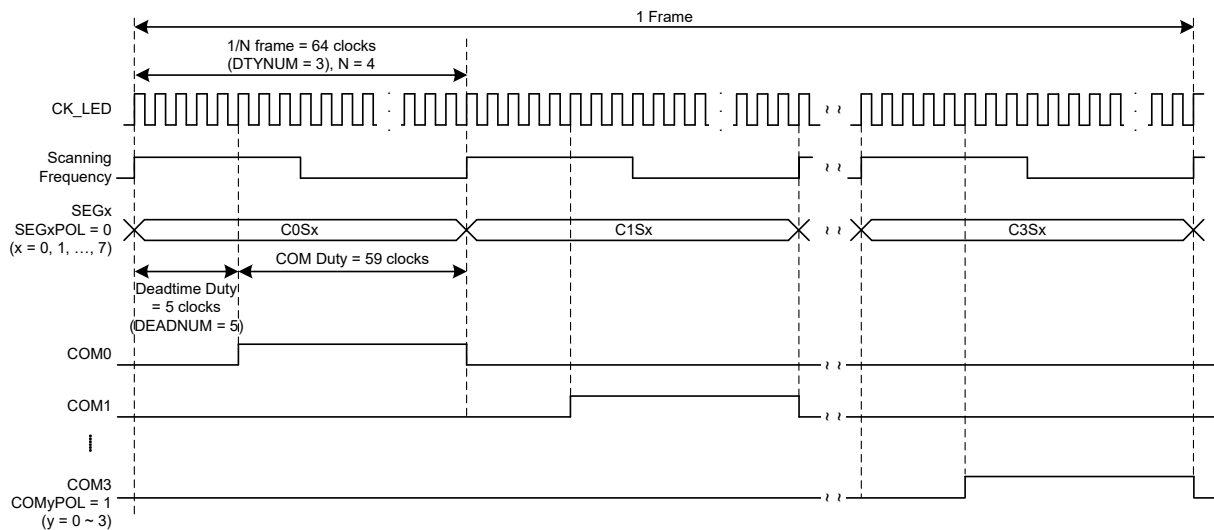 1 Frame
1/N frame = 64 clocks
(DTYNUM = 3), N = 4
CK_LED
Scanning
Frequency
SEGx
SEGxPOL = 0
(x = 0, 1, …, 7)
C0Sx
C1Sx
C3Sx
COM Duty = 59 clocks
Deadtime Duty
= 5 clocks
(DEADNUM = 5)
COM0
COM1
COM3
COMyPOL = 1
(y = 0 ~ 3)